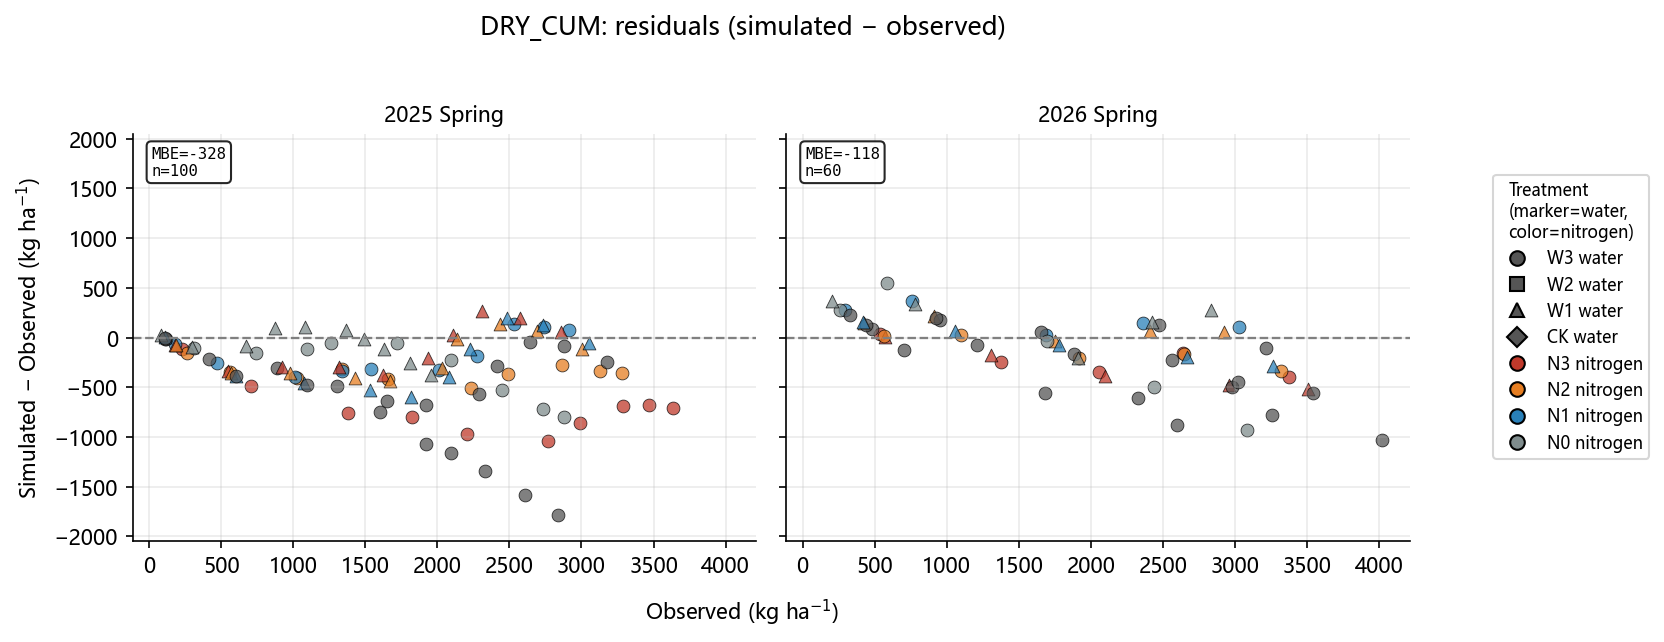 DRY_CUM: residuals (simulated − observed)
2025 Spring
2026 Spring
MBE=-328
n=100
MBE=-118
n=60
Simulated − Observed (kg ha⁻¹)
2000
1500
1000
500
0
−500
−1000
−1500
−2000
0 500 1000 1500 2000 2500 3000 3500 4000
0 500 1000 1500 2000 2500 3000 3500 4000
Observed (kg ha⁻¹)
Treatment
(marker=water,
color=nitrogen)
W3 water
W2 water
W1 water
CK water
N3 nitrogen
N2 nitrogen
N1 nitrogen
N0 nitrogen